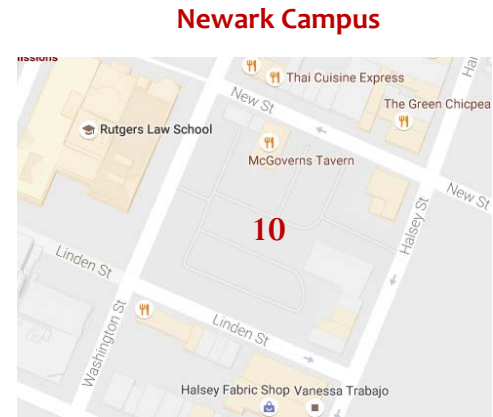 Newark Campus
Thai Cuisine Express
New St
The Green Chicpea
Rutgers Law School
McGoverns Tavern
New St
10
Halsey St
Linden St
Washington St
Linden St
Halsey Fabric Shop
Vanessa Trabajo